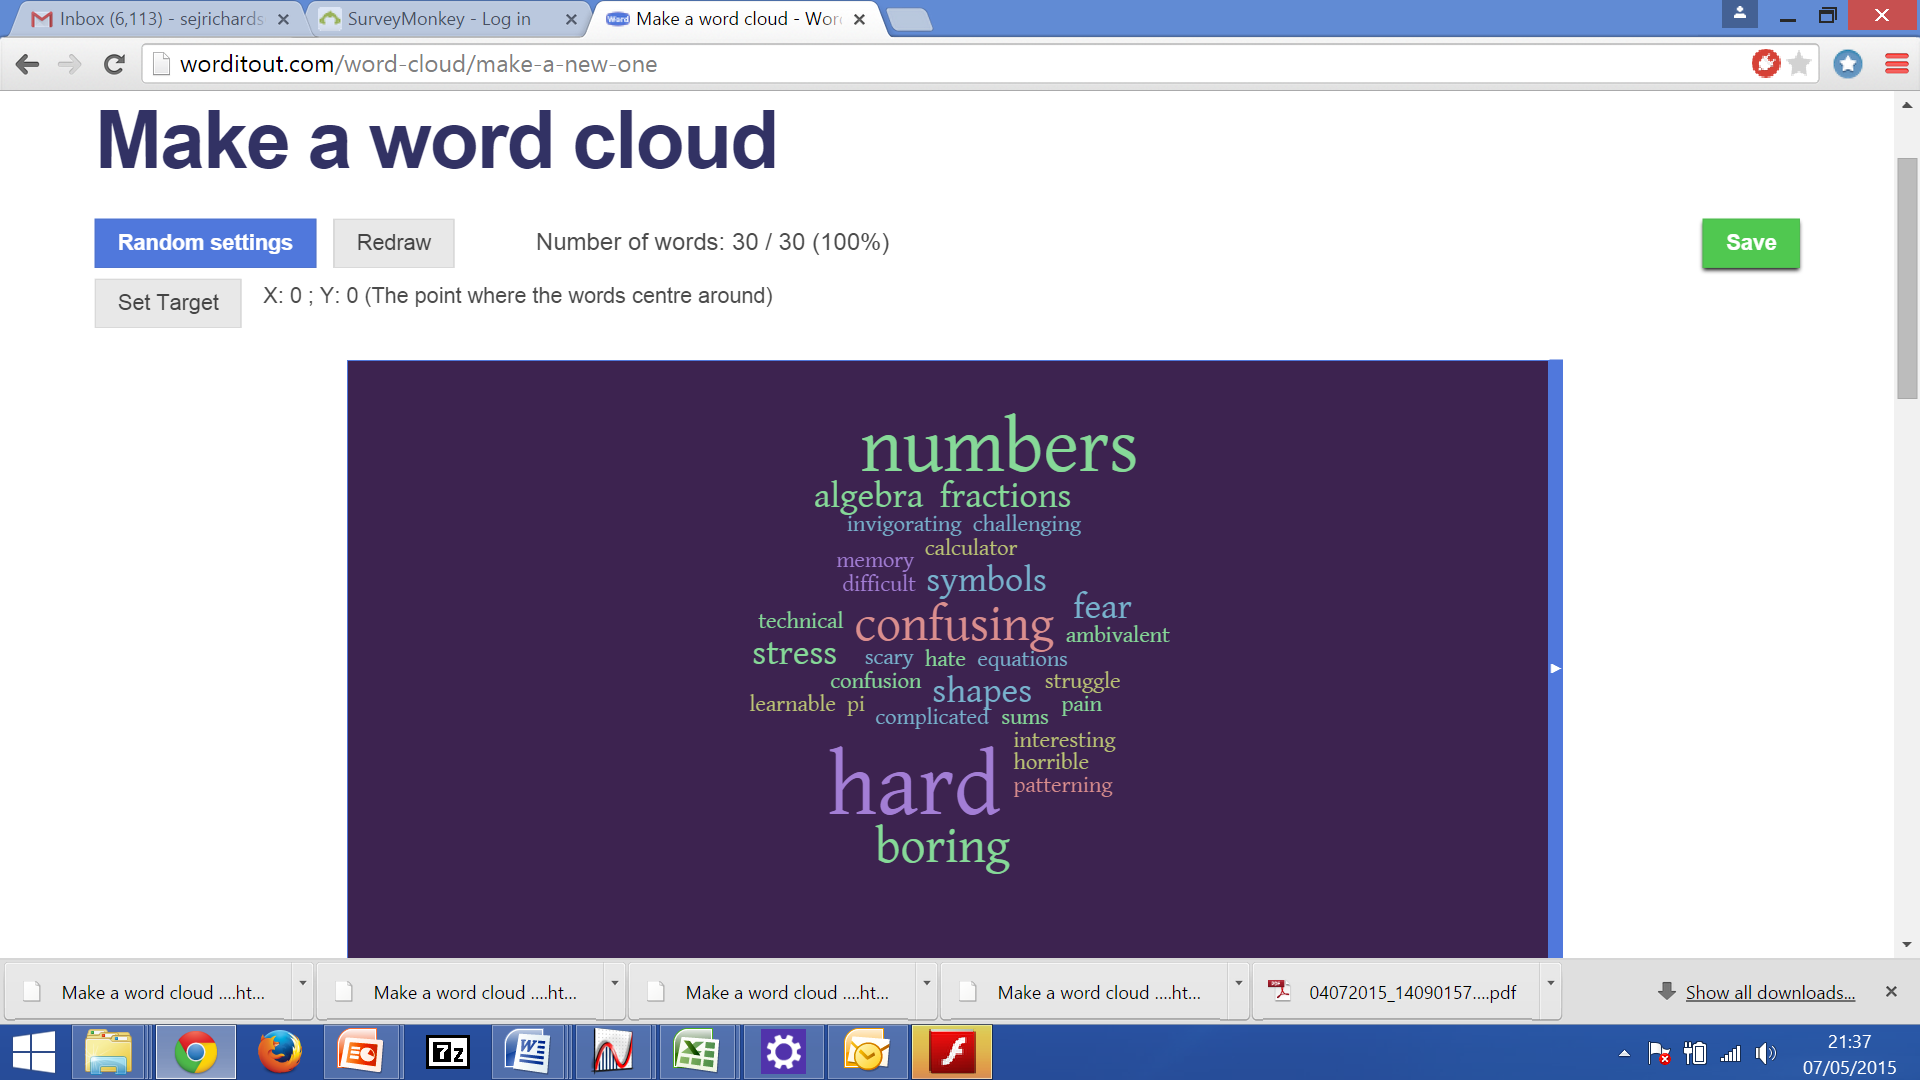 Inbox (6,113) - sejrichards
SurveyMonkey - Log in
Word Make a word cloud - Wor
worditout.com/word-cloud/make-a-new-one
Make a word cloud
Random settings
Redraw
Number of words: 30 / 30 (100%)
Save
Set Target
X: 0 ; Y: 0 (The point where the words centre around)
numbers
algebra fractions
invigorating challenging
calculator
memory
difficult symbols
fear
technical confusing ambivalent
stress scary hate equations
confusion shapes struggle
learnable pi pain
complicated sums
interesting
hard horrible
patterning
boring
Make a word cloud ....ht...
Make a word cloud ....ht...
Make a word cloud ....ht...
Make a word cloud ....ht...
04072015_14090157....pdf
Show all downloads...
7z
21:37
07/05/2015